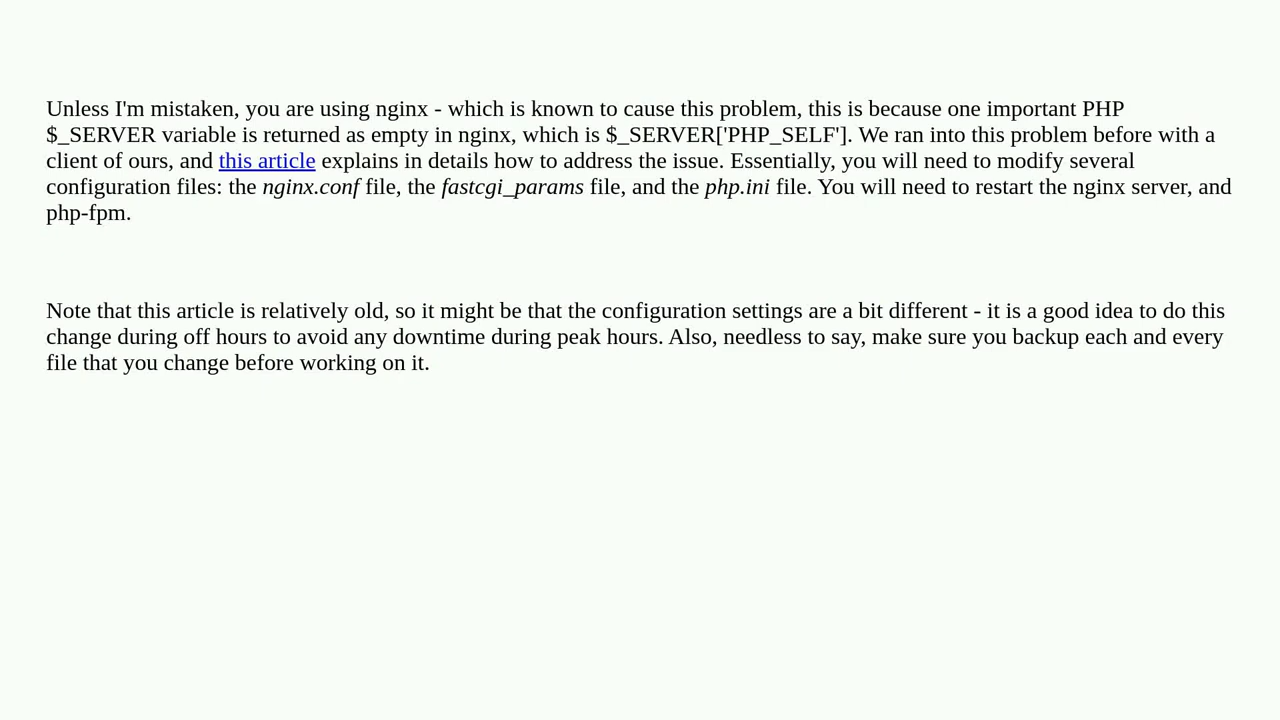 Unless I'm mistaken, you are using nginx - which is known to cause this problem, this is because one important PHP
$_SERVER variable is returned as empty in nginx, which is $_SERVER['PHP_SELF']. We ran into this problem before with a
client of ours, and this article explains in details how to address the issue. Essentially, you will need to modify several
configuration files: the nginx.conf file, the fastcgi_params file, and the php.ini file. You will need to restart the nginx server, and
php-fpm.
Note that this article is relatively old, so it might be that the configuration settings are a bit different - it is a good idea to do this
change during off hours to avoid any downtime during peak hours. Also, needless to say, make sure you backup each and every
file that you change before working on it.